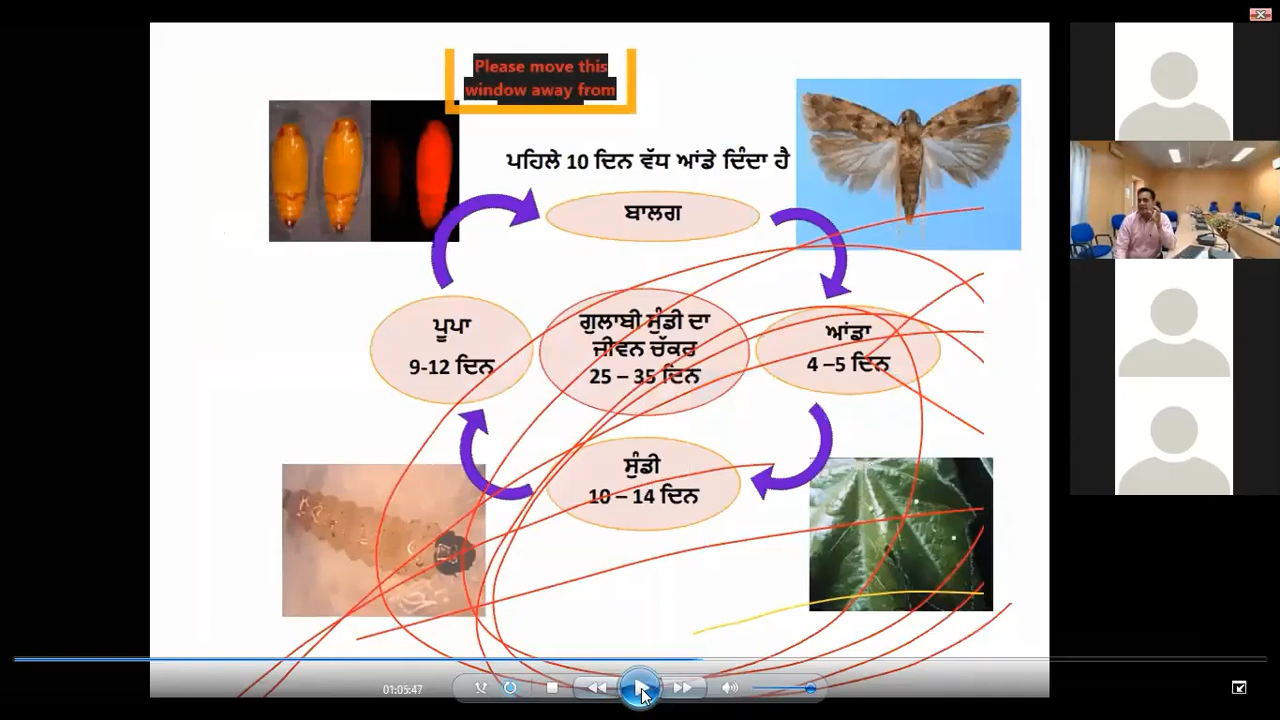 Please move this
window away from
ਪਹਿਲੇ 10 ਦਿਨ ਵੱਧ ਆਂਡੇ ਦਿੰਦਾ ਹੈ
ਬਾਲਗ
ਪੂਪਾ
9-12 ਦਿਨ
ਗੁਲਾਬੀ ਸੁੰਡੀ ਦਾ
ਜੀਵਨ ਚੱਕਰ
25 – 35 ਦਿਨ
ਆਂਡਾ
4 –5 ਦਿਨ
ਸੁੰਡੀ
10 – 14 ਦਿਨ
01:05:47